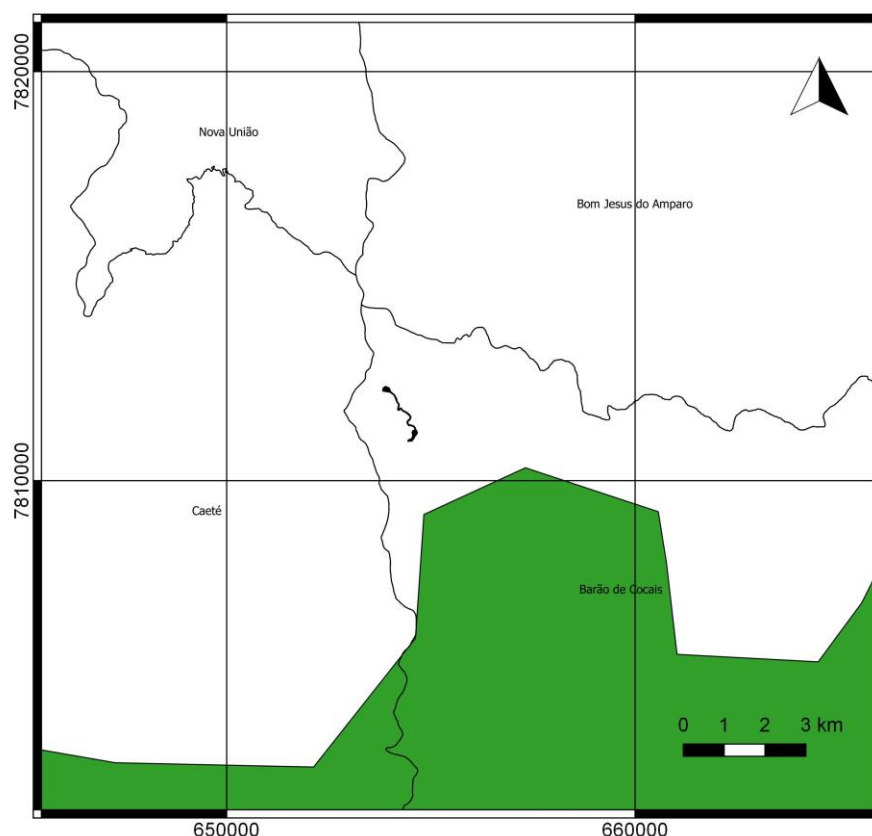 7820000
Nova União
Bom Jesus do Amparo
7810000
Caeté
Barão de Cocais
0 1 2 3 km
650000 660000